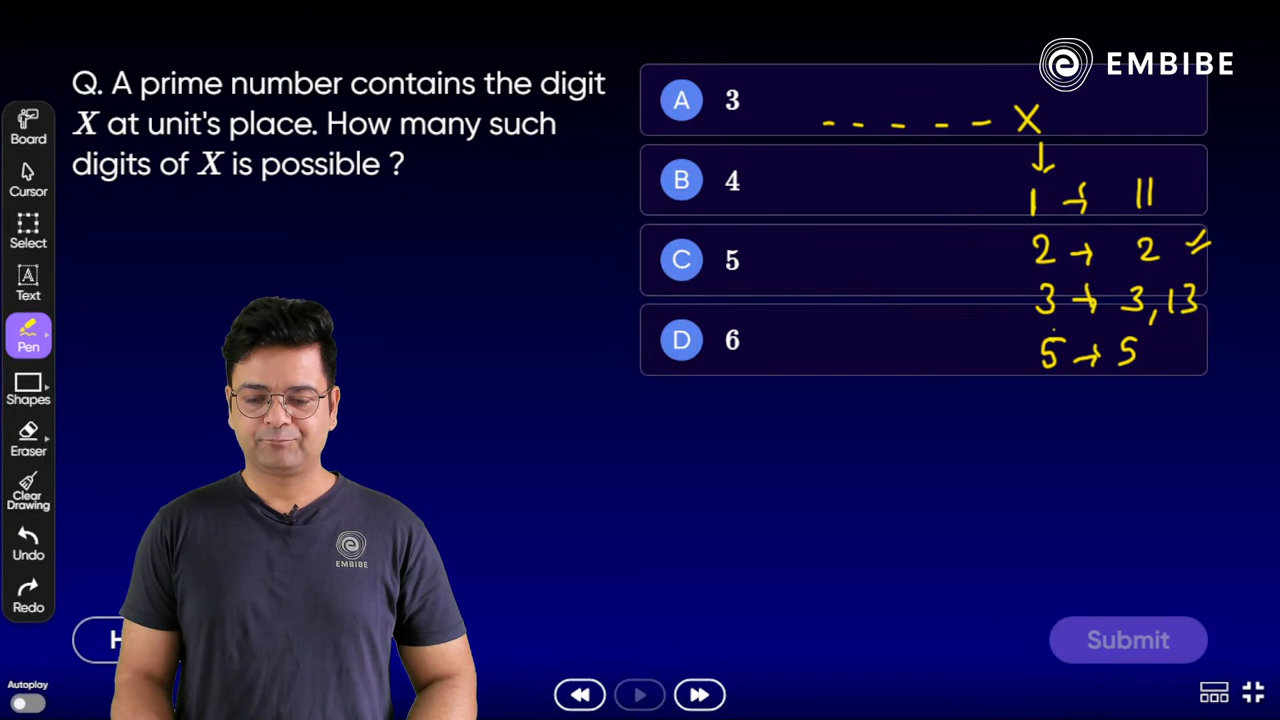 EMBIBE
Q. A prime number contains the digit
X at unit's place. How many such
digits of X is possible ?
A 3
B 4
C 5
D 6
- - - - - X
↓
1 → 11
2 → 2
3 → 3, 13
5 → 5
Board
Cursor
Select
Text
Pen
Shapes
Eraser
Clear
Drawing
Undo
Redo
EMBIBE
H
Submit
Autoplay